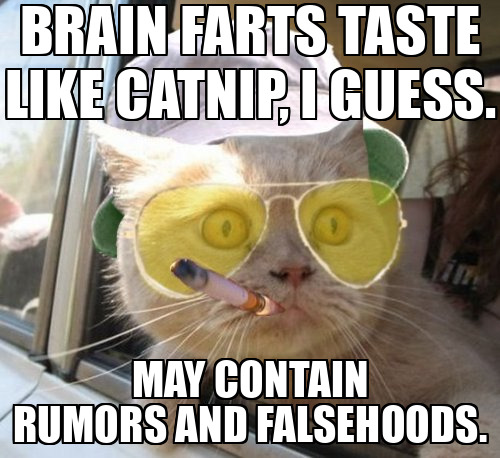 BRAIN FARTS TASTE
LIKE CATNIP, I GUESS.
MAY CONTAIN
RUMORS AND FALSEHOODS.